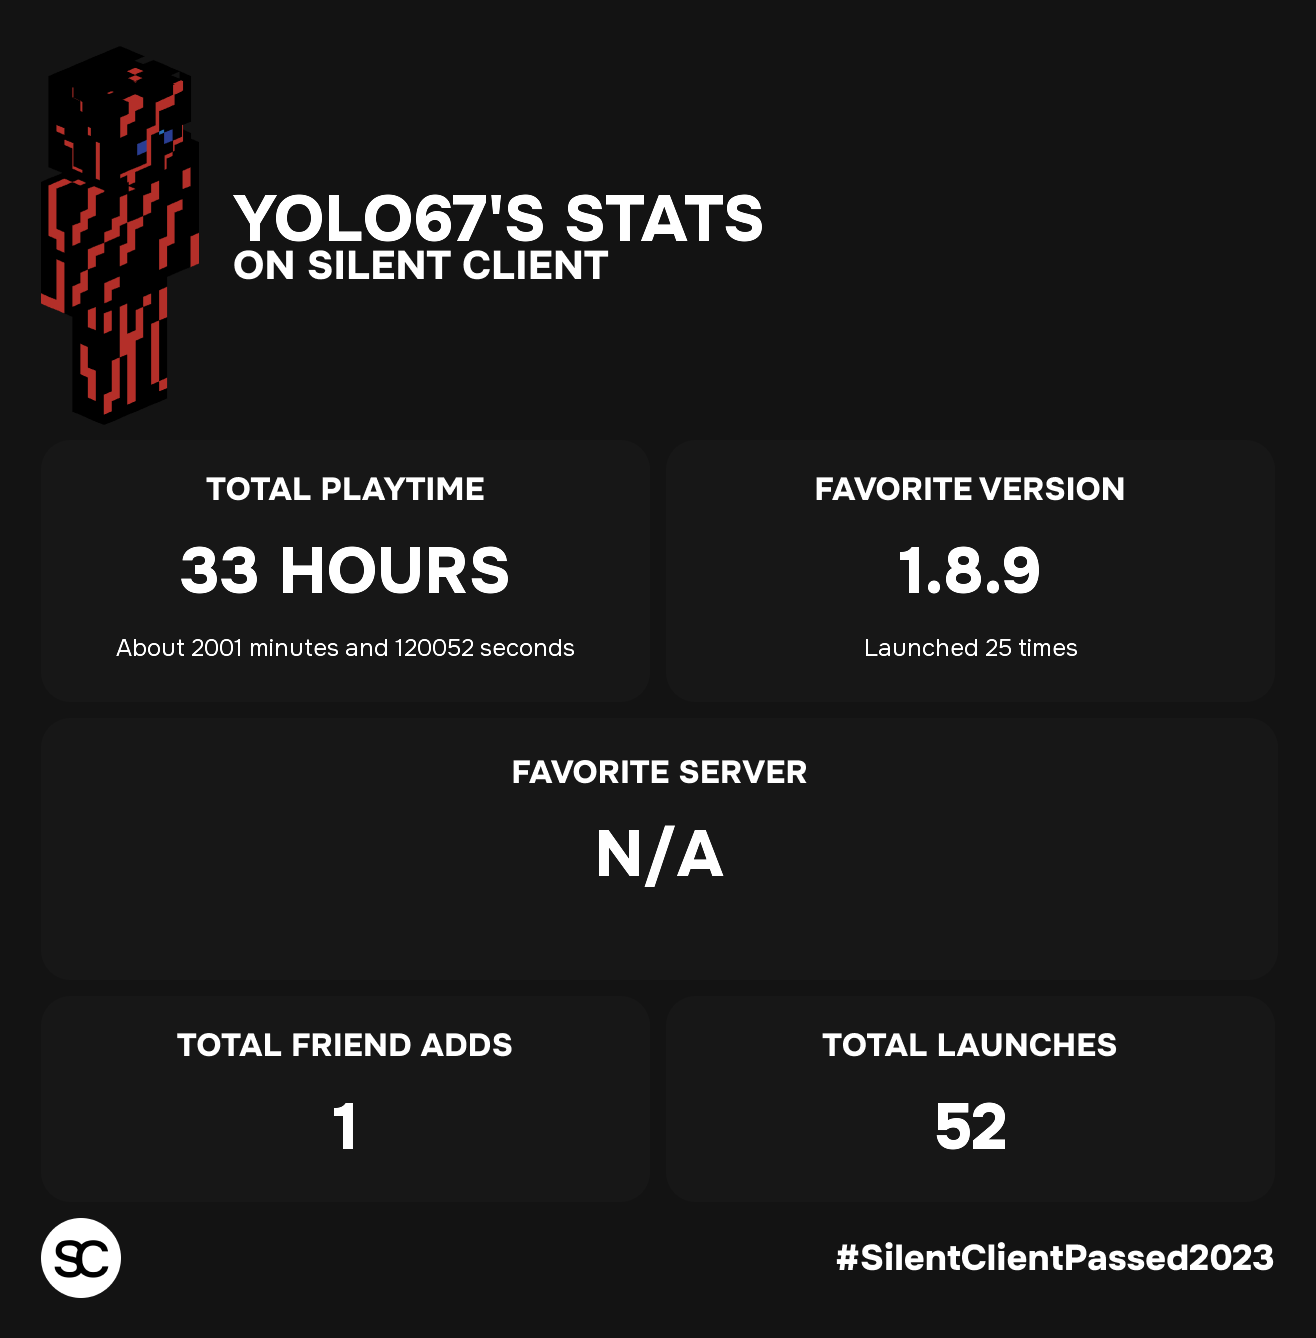 YOLO67'S STATS
ON SILENT CLIENT
TOTAL PLAYTIME
33 HOURS
About 2001 minutes and 120052 seconds
FAVORITE VERSION
1.8.9
Launched 25 times
FAVORITE SERVER
N/A
TOTAL FRIEND ADDS
1
TOTAL LAUNCHES
52
SC
#SilentClientPassed2023